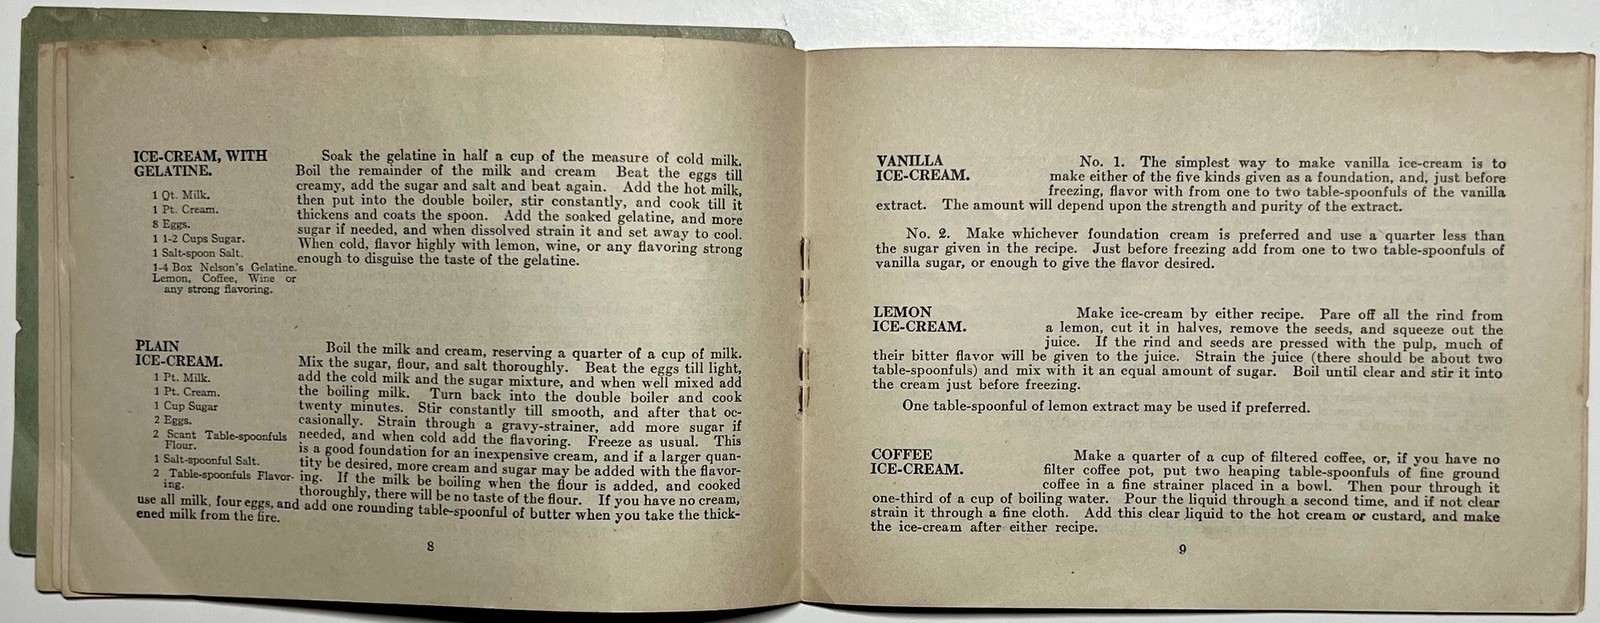 ICE-CREAM, WITH
GELATINE.
1 Qt. Milk.
1 Pt. Cream.
8 Eggs.
1 1-2 Cups Sugar.
1 Salt-spoon Salt.
1-4 Box Nelson's Gelatine.
Lemon, Coffee, Wine or
any strong flavoring.
Soak the gelatine in half a cup of the measure of cold milk.
Boil the remainder of the milk and cream Beat the eggs till
creamy, add the sugar and salt and beat again. Add the hot milk,
then put into the double boiler, stir constantly, and cook till it
thickens and coats the spoon. Add the soaked gelatine, and more
sugar if needed, and when dissolved strain it and set away to cool.
When cold, flavor highly with lemon, wine, or any flavoring strong
enough to disguise the taste of the gelatine.
PLAIN
ICE-CREAM.
1 Pt. Milk.
1 Pt. Cream.
1 Cup Sugar
2 Eggs.
2 Scant Table-spoonfuls
Flour.
1 Salt-spoonful Salt.
2 Table-spoonfuls Flavor-
ing.
Boil the milk and cream, reserving a quarter of a cup of milk.
Mix the sugar, flour, and salt thoroughly. Beat the eggs till light,
add the cold milk and the sugar mixture, and when well mixed add
the boiling milk. Turn back into the double boiler and cook
twenty minutes. Stir constantly till smooth, and after that oc-
casionally. Strain through a gravy-strainer, add more sugar if
needed, and when cold add the flavoring. Freeze as usual. This
is a good foundation for an inexpensive cream, and if a larger quan-
tity be desired, more cream and sugar may be added with the flavor-
ing. If the milk be boiling when the flour is added, and cooked
thoroughly, there will be no taste of the flour. If you have no cream,
use all milk, four eggs, and add one rounding table-spoonful of butter when you take the thick-
ened milk from the fire.
8
VANILLA
ICE-CREAM.
No. 1. The simplest way to make vanilla ice-cream is to
make either of the five kinds given as a foundation, and, just before
freezing, flavor with from one to two table-spoonfuls of the vanilla
extract. The amount will depend upon the strength and purity of the extract.
No. 2. Make whichever foundation cream is preferred and use a quarter less than
the sugar given in the recipe. Just before freezing add from one to two table-spoonfuls of
vanilla sugar, or enough to give the flavor desired.
LEMON
ICE-CREAM.
Make ice-cream by either recipe. Pare off all the rind from
a lemon, cut it in halves, remove the seeds, and squeeze out the
juice. If the rind and seeds are pressed with the pulp, much of
their bitter flavor will be given to the juice. Strain the juice (there should be about two
table-spoonfuls) and mix with it an equal amount of sugar. Boil until clear and stir it into
the cream just before freezing.
One table-spoonful of lemon extract may be used if preferred.
COFFEE
ICE-CREAM.
Make a quarter of a cup of filtered coffee, or, if you have no
filter coffee pot, put two heaping table-spoonfuls of fine ground
coffee in a fine strainer placed in a bowl. Then pour through it
one-third of a cup of boiling water. Pour the liquid through a second time, and if not clear
strain it through a fine cloth. Add this clear liquid to the hot cream or custard, and make
the ice-cream after either recipe.
9